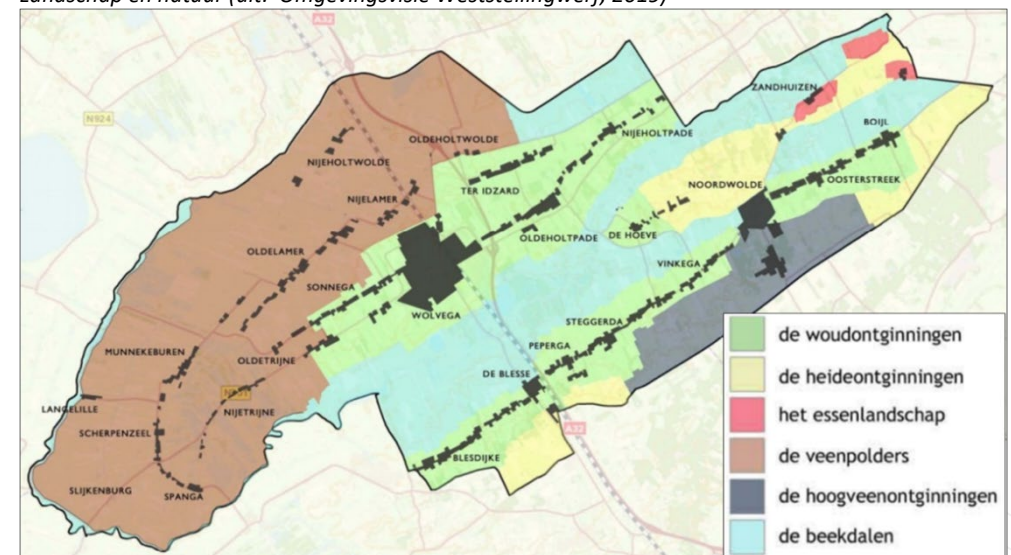 Landschap en natuur (uit: Omgevingsvisie Weststellingwerf, 2015)
A32
N924
ZANDHUIZEN
BOIJL
OLDEHOLTWOLDE
NIJEHOLTPADE
NIJEHOLTWOLDE
TER IDZARD
NOORDWOLDE
OOSTERSTREEK
NIJELAMER
OLDEHOLTPADE
DE HOEVE
OLDELAMER
VINKEGA
SONNEGA
WOLVEGA
STEGGERDA
MUNNEKEBUREN
OLDETRIJNE
PEPERGA
DE BLESSE
LANGELILLE
NIJETRIJNE
A32
SCHERPENZEEL
BLESDIJKE
SLIJKENBURG
SPANGA
de woudontginningen
de heideontginningen
het essenlandschap
de veenpolders
de hoogveenontginningen
de beekdalen